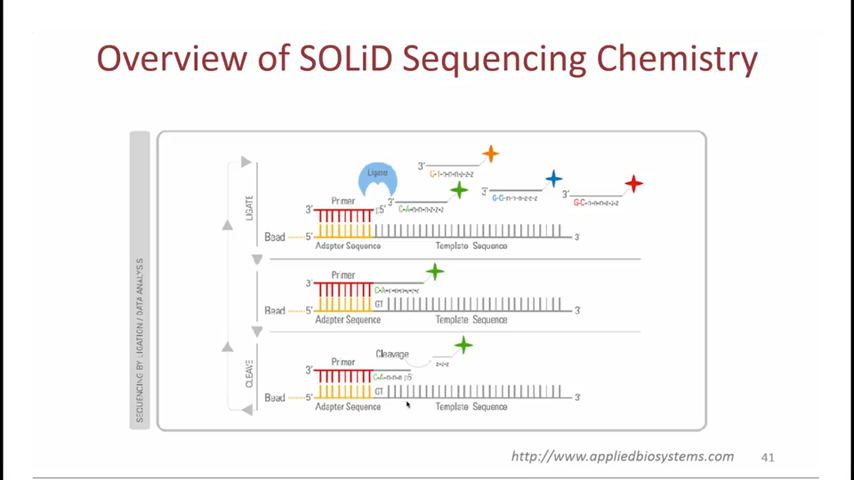 Overview of SOLiD Sequencing Chemistry
SEQUENCING BY LIGATION / DATA ANALYSIS
LIGATE
Ligase
3'
3'
3'
3'
Primer
3'
p5'
C-A-n-n-n-z-z-z
G-C-n-n-n-z-z-z
Bead
5'
3'
Adapter Sequence
Template Sequence
Primer
3'
C-A-n-n-n-z-z-z
GT
Bead
5'
3'
Adapter Sequence
Template Sequence
CLEAVE
Cleavage
Primer
z-z-z
3'
C-A-n-n-n p5'
GT
Bead
5'
3'
Adapter Sequence
Template Sequence
http://www.appliedbiosystems.com
41